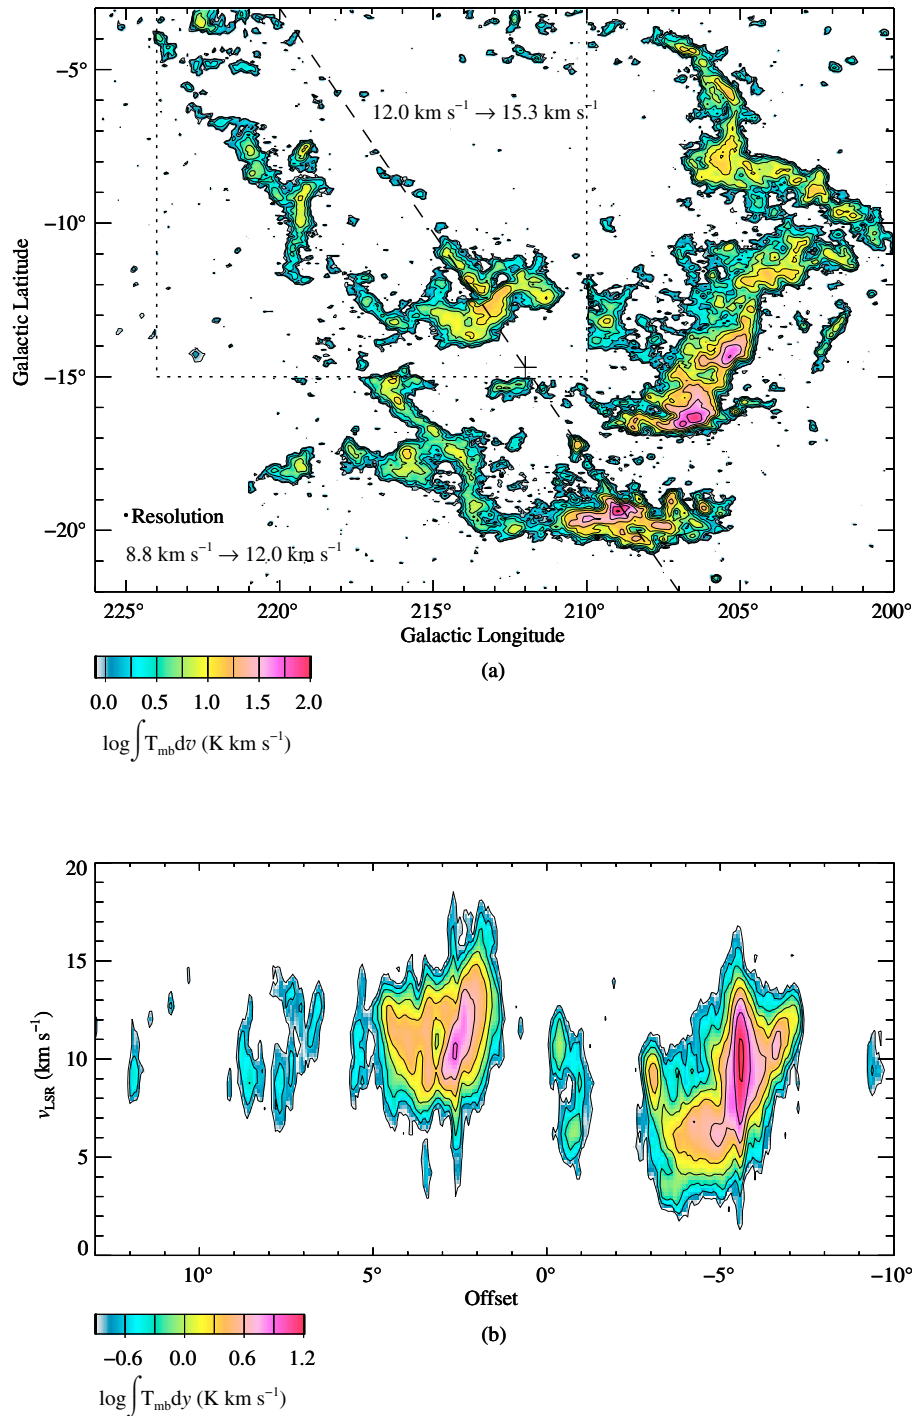 −5°
12.0 km s⁻¹ → 15.3 km s⁻¹
−10°
Galactic Latitude
−15°
Resolution
−20°
8.8 km s⁻¹ → 12.0 km s⁻¹
225° 220° 215° 210° 205° 200°
Galactic Longitude
(a)
0.0 0.5 1.0 1.5 2.0
log∫T_mb dv (K km s⁻¹)
20
15
v_LSR (km s⁻¹)
10
5
0
10° 5° 0° −5° −10°
Offset
(b)
−0.6 0.0 0.6 1.2
log∫T_mb dy (K km s⁻¹)